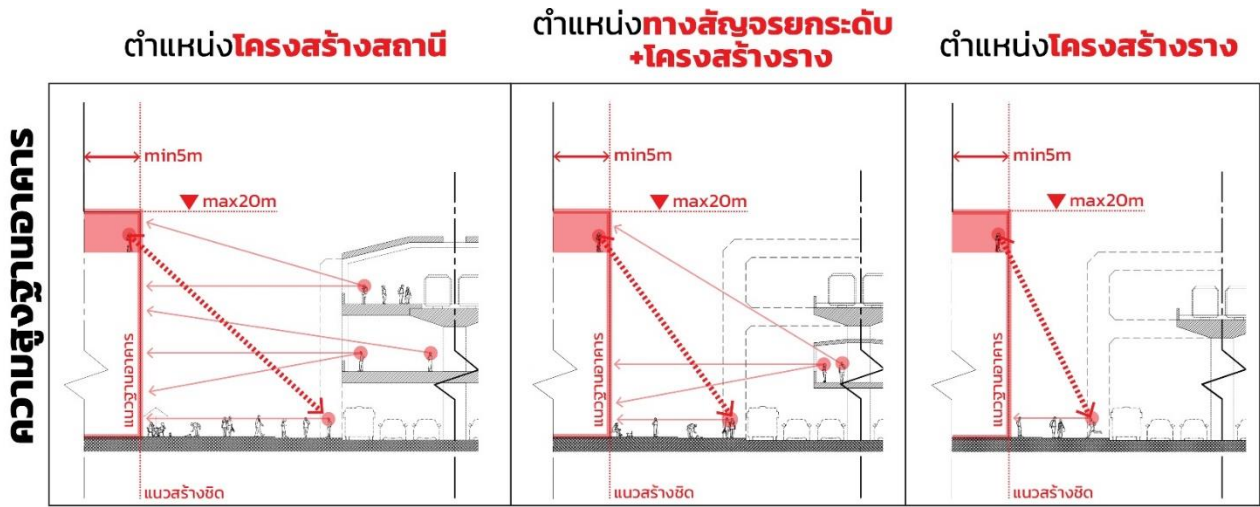 ตำแหน่งโครงสร้างสถานี
ตำแหน่งทางสัญจรยกระดับ
+โครงสร้างราง
ตำแหน่งโครงสร้างราง
ความสูงฐานอาคาร
min5m
max20m
แนวฐานอาคาร
แนวสร้างชิด
min5m
max20m
แนวฐานอาคาร
แนวสร้างชิด
min5m
max20m
แนวฐานอาคาร
แนวสร้างชิด